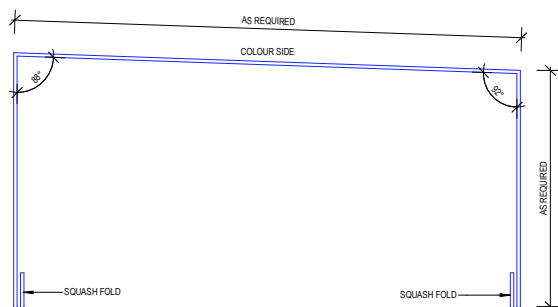 AS REQUIRED
COLOUR SIDE
88°
92°
AS REQUIRED
SQUASH FOLD
SQUASH FOLD